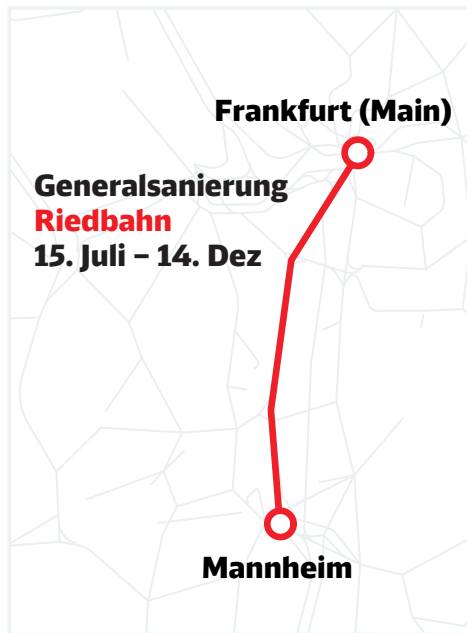 Frankfurt (Main)
Generalsanierung
Riedbahn
15. Juli – 14. Dez
Mannheim